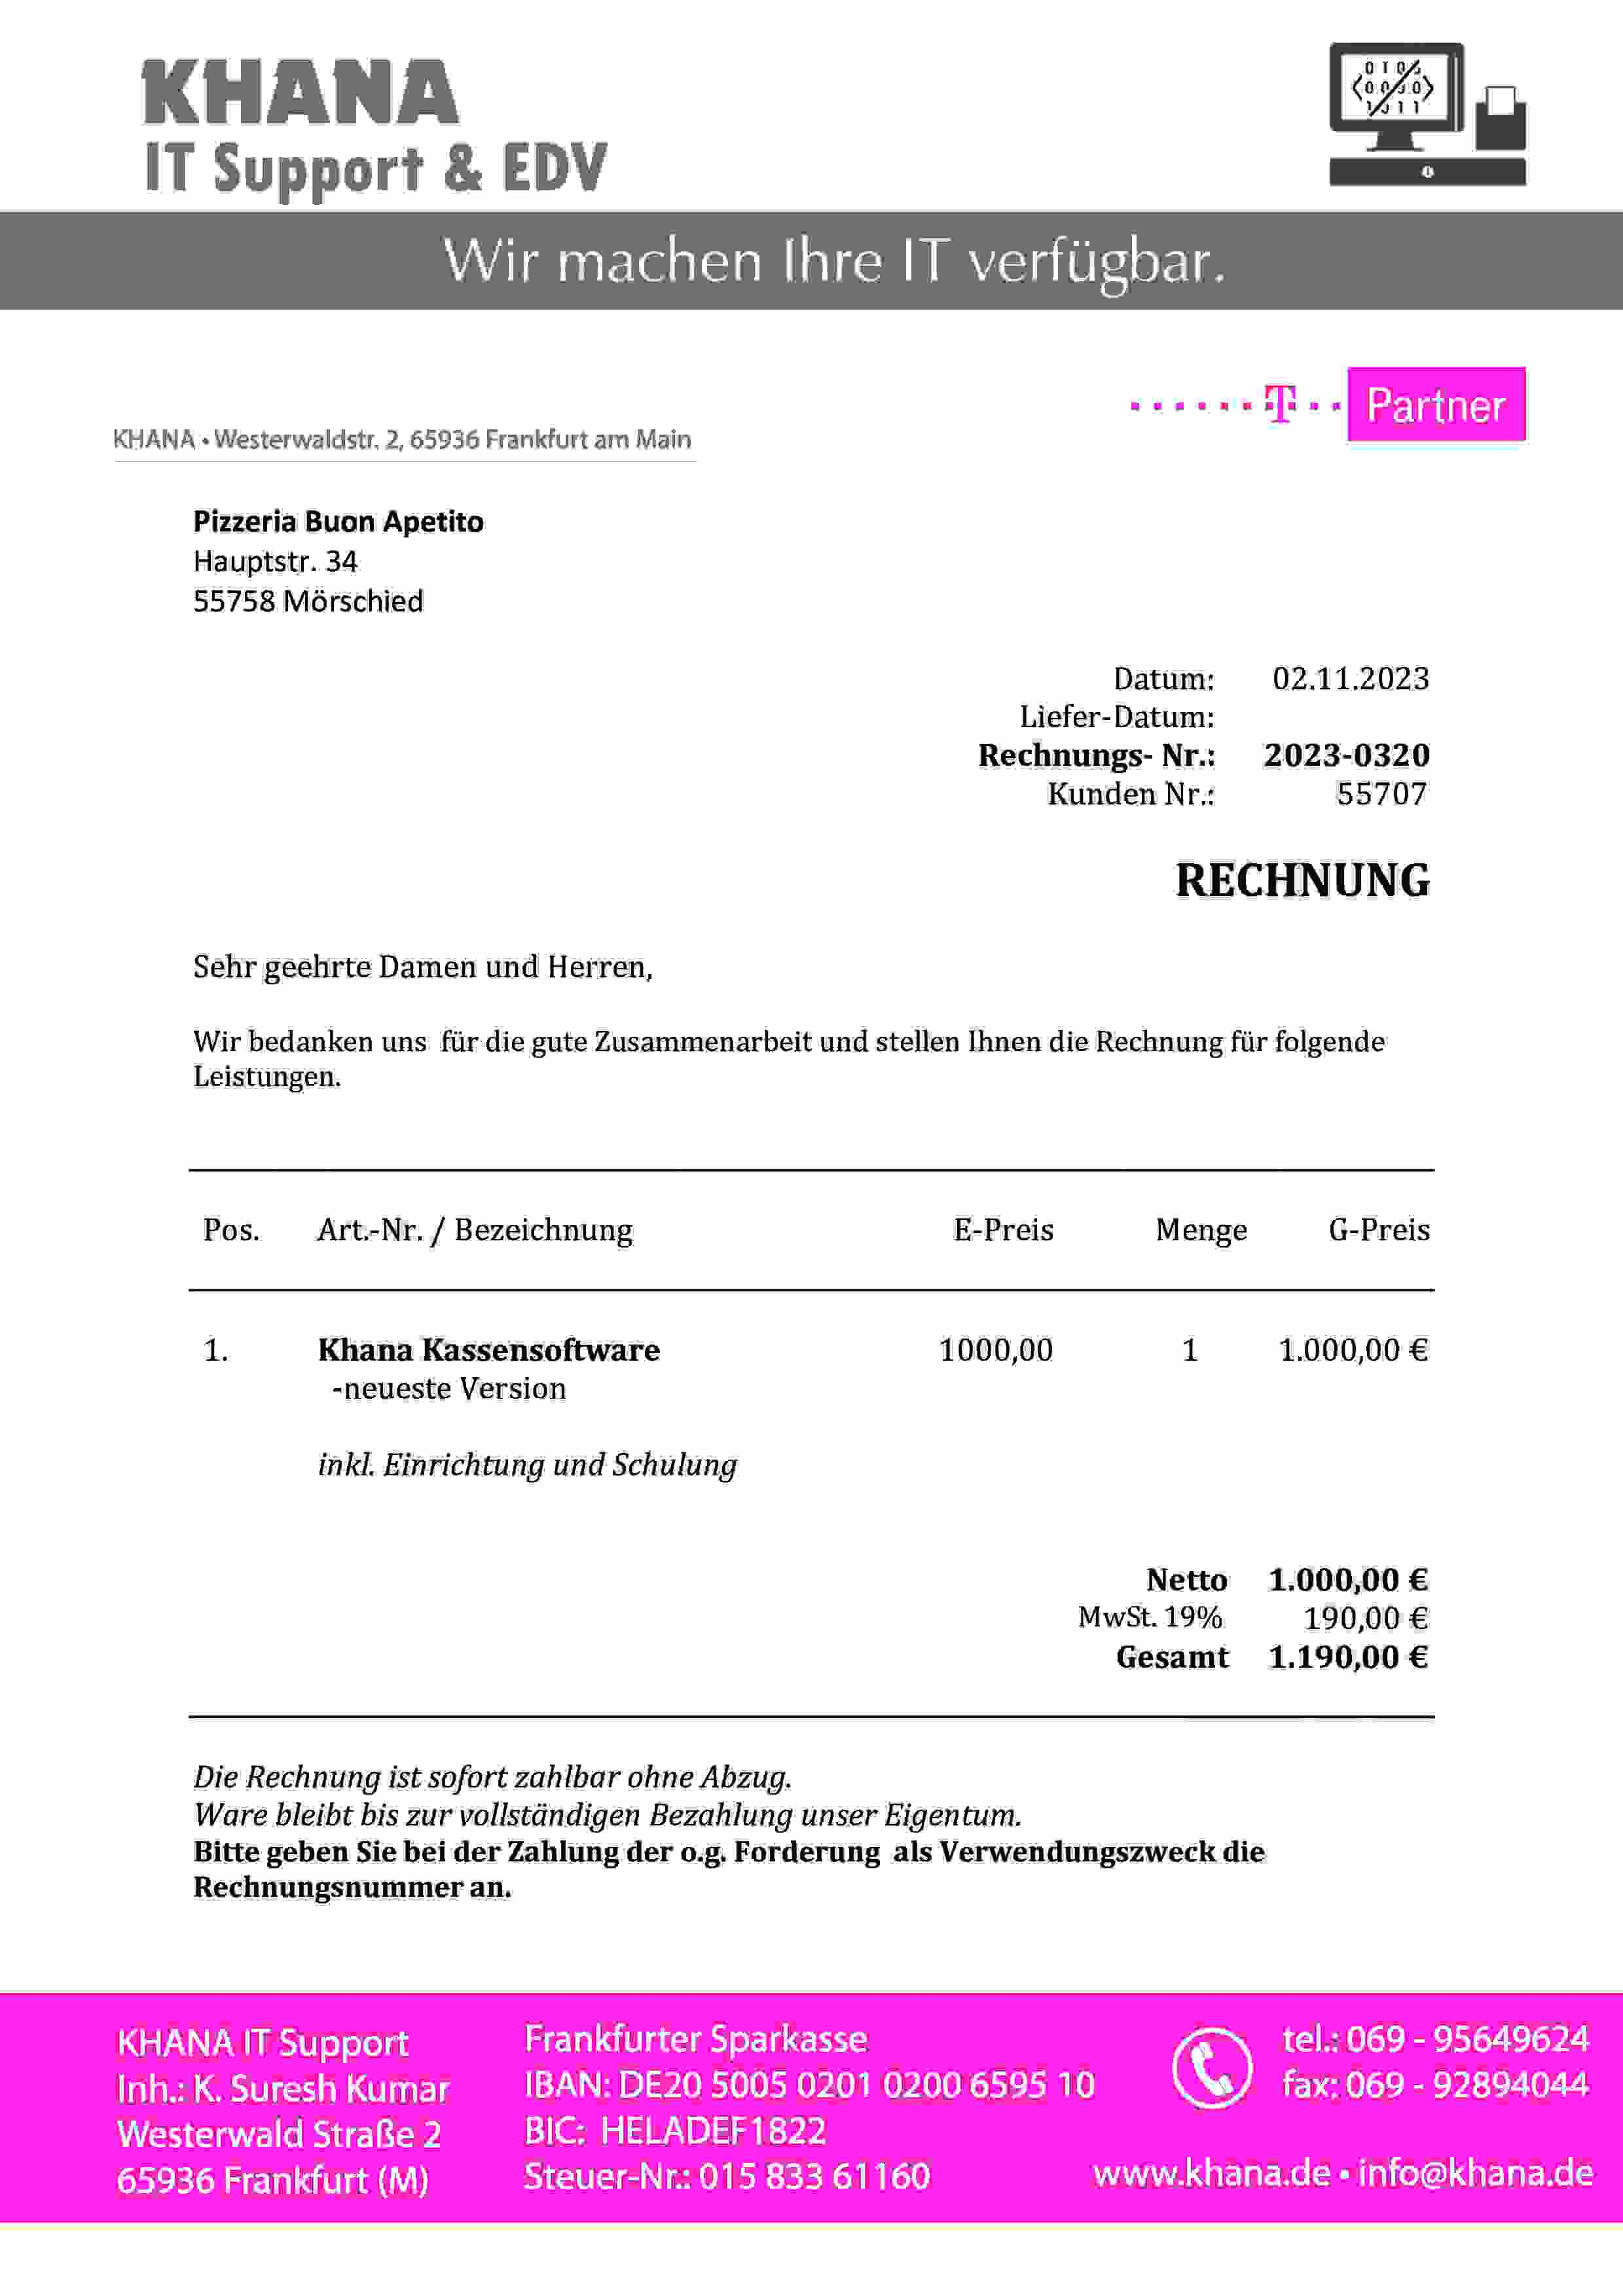 KHANA
IT Support & EDV
Wir machen Ihre IT verfügbar.
T Partner
KHANA • Westerwaldstr. 2, 65936 Frankfurt am Main
Pizzeria Buon Apetito
Hauptstr. 34
55758 Mörschied
Datum: 02.11.2023
Liefer-Datum:
Rechnungs- Nr.: 2023-0320
Kunden Nr.: 55707
RECHNUNG
Sehr geehrte Damen und Herren,
Wir bedanken uns für die gute Zusammenarbeit und stellen Ihnen die Rechnung für folgende
Leistungen.
Pos. Art.-Nr. / Bezeichnung E-Preis Menge G-Preis
1. Khana Kassensoftware 1000,00 1 1.000,00 €
-neueste Version
inkl. Einrichtung und Schulung
Netto 1.000,00 €
MwSt. 19% 190,00 €
Gesamt 1.190,00 €
Die Rechnung ist sofort zahlbar ohne Abzug.
Ware bleibt bis zur vollständigen Bezahlung unser Eigentum.
Bitte geben Sie bei der Zahlung der o.g. Forderung als Verwendungszweck die
Rechnungsnummer an.
KHANA IT Support
Inh.: K. Suresh Kumar
Westerwald Straße 2
65936 Frankfurt (M)
Frankfurter Sparkasse
IBAN: DE20 5005 0201 0200 6595 10
BIC: HELADEF1822
Steuer-Nr.: 015 833 61160
tel.: 069 - 95649624
fax: 069 - 92894044
www.khana.de • info@khana.de